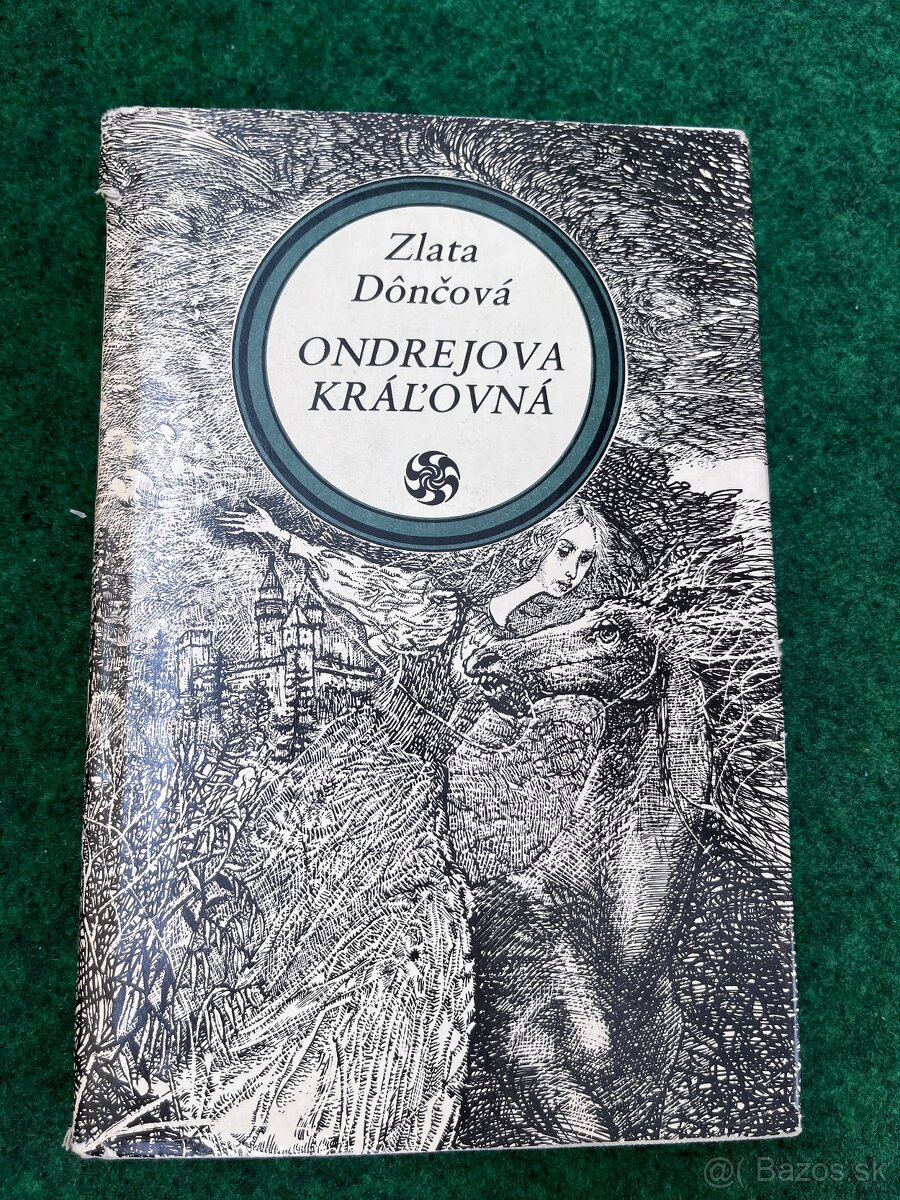 Zlata
Dônčová
ONDREJOVA
KRÁĽOVNÁ
@( Bazos.sk